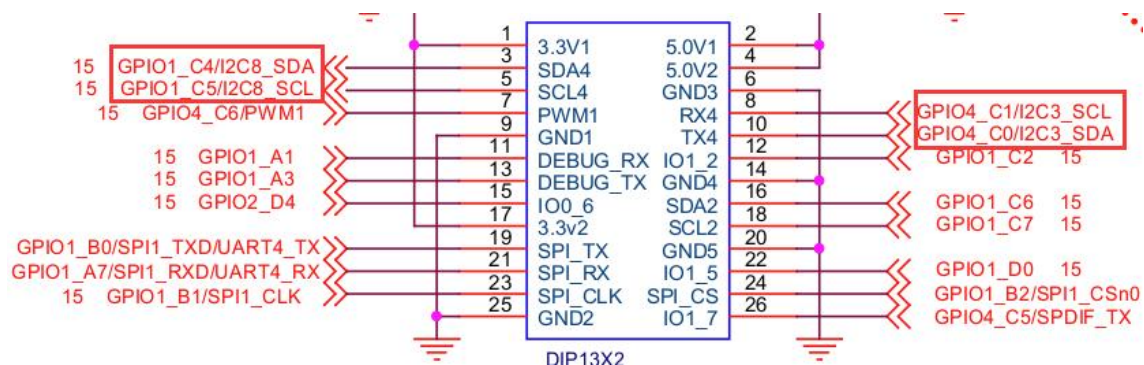 1 3.3V1 5.0V1 2
15 GPIO1_C4/I2C8_SDA 3 SDA4 5.0V2 4
15 GPIO1_C5/I2C8_SCL 5 SCL4 GND3 6
15 GPIO4_C6/PWM1 7 PWM1 RX4 8 GPIO4_C1/I2C3_SCL
9 GND1 TX4 10 GPIO4_C0/I2C3_SDA
15 GPIO1_A1 11 DEBUG_RX IO1_2 12 GPIO1_C2 15
15 GPIO1_A3 13 DEBUG_TX GND4 14
15 GPIO2_D4 15 IO0_6 SDA2 16 GPIO1_C6 15
17 3.3v2 SCL2 18 GPIO1_C7 15
GPIO1_B0/SPI1_TXD/UART4_TX 19 SPI_TX GND5 20
GPIO1_A7/SPI1_RXD/UART4_RX 21 SPI_RX IO1_5 22 GPIO1_D0 15
15 GPIO1_B1/SPI1_CLK 23 SPI_CLK SPI_CS 24 GPIO1_B2/SPI1_CSn0
25 GND2 IO1_7 26 GPIO4_C5/SPDIF_TX
DIP13X2